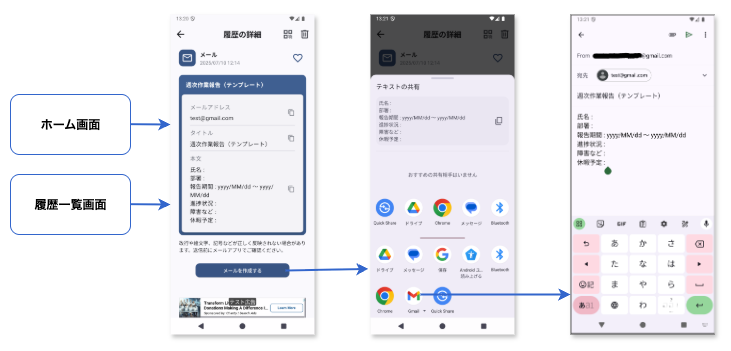 ホーム画面
履歴一覧画面
13:20
履歴の詳細
メール
2025/07/10 12:14
週次作業報告（テンプレート）
メールアドレス
test@gmail.com
タイトル
週次作業報告（テンプレート）
本文
氏名 :
部署 :
報告期間 : yyyy/MM/dd 〜 yyyy/
MM/dd
進捗状況 :
障害など :
休暇予定 :
改行や絵文字、記号などが正しく反映されない場合があり
ます。送信前にメールアプリでご確認ください。
メールを作成する
テスト広告
Donations Making A Difference
Learn More
13:21
履歴の詳細
メール
2025/07/10 12:14
テキストの共有
氏名 :
部署 :
報告期間 : yyyy/MM/dd 〜 yyyy/MM/dd
進捗状況 :
障害など :
休暇予定 :
おすすめの共有相手はいません
Quick Share
ドライブ
Chrome
メッセージ
Bluetooth
ドライブ
メッセージ
保存
Android システム
読み上げる
Bluetooth
Chrome
Gmail
Quick Share
13:21
From
@gmail.com
宛先
test@gmail.com
週次作業報告（テンプレート）
氏名 :
部署 :
報告期間 : yyyy/MM/dd 〜 yyyy/MM/dd
進捗状況 :
障害など :
休暇予定 :
GIF
あ
か
さ
た
な
は
記
ま
や
ら
わ